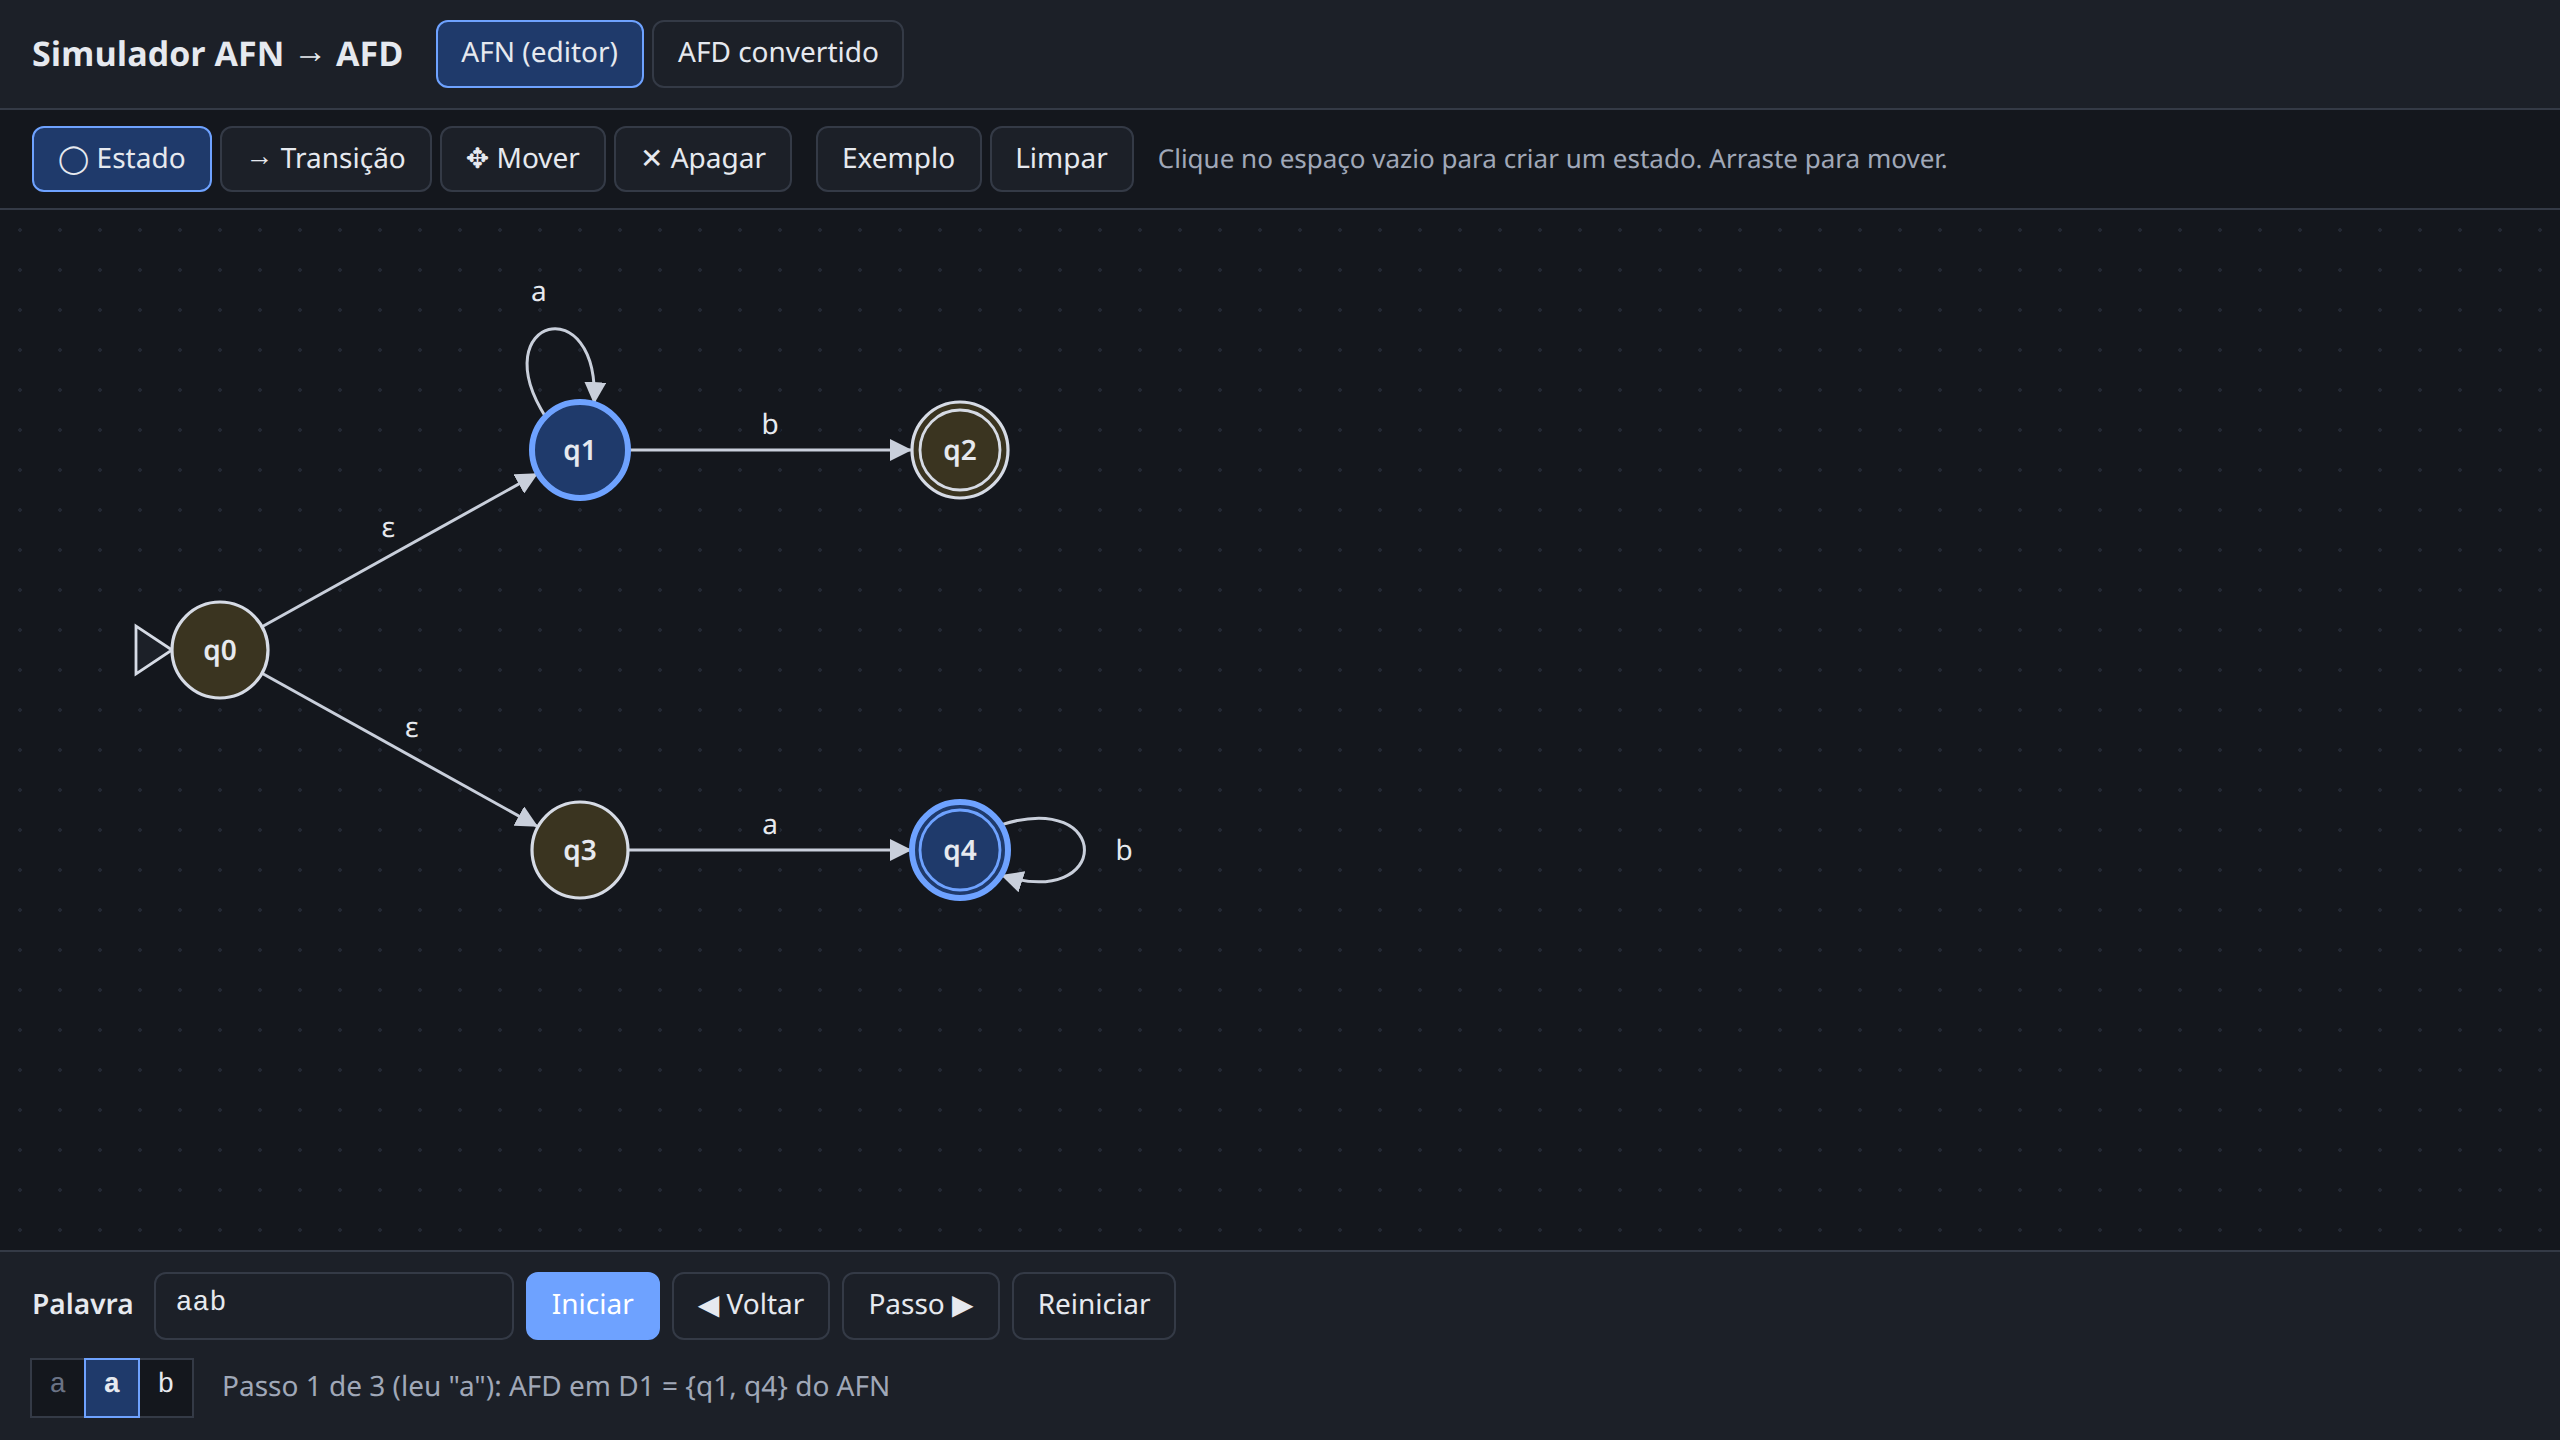 Simulador AFN → AFD AFN (editor) AFD convertido
◯ Estado → Transição ✥ Mover ✕ Apagar Exemplo Limpar Clique no espaço vazio para criar um estado. Arraste para mover.
a
q1 b q2
ε
q0
ε
q3 a q4 b
Palavra aab Iniciar ◀ Voltar Passo ▶ Reiniciar
a a b Passo 1 de 3 (leu "a"): AFD em D1 = {q1, q4} do AFN